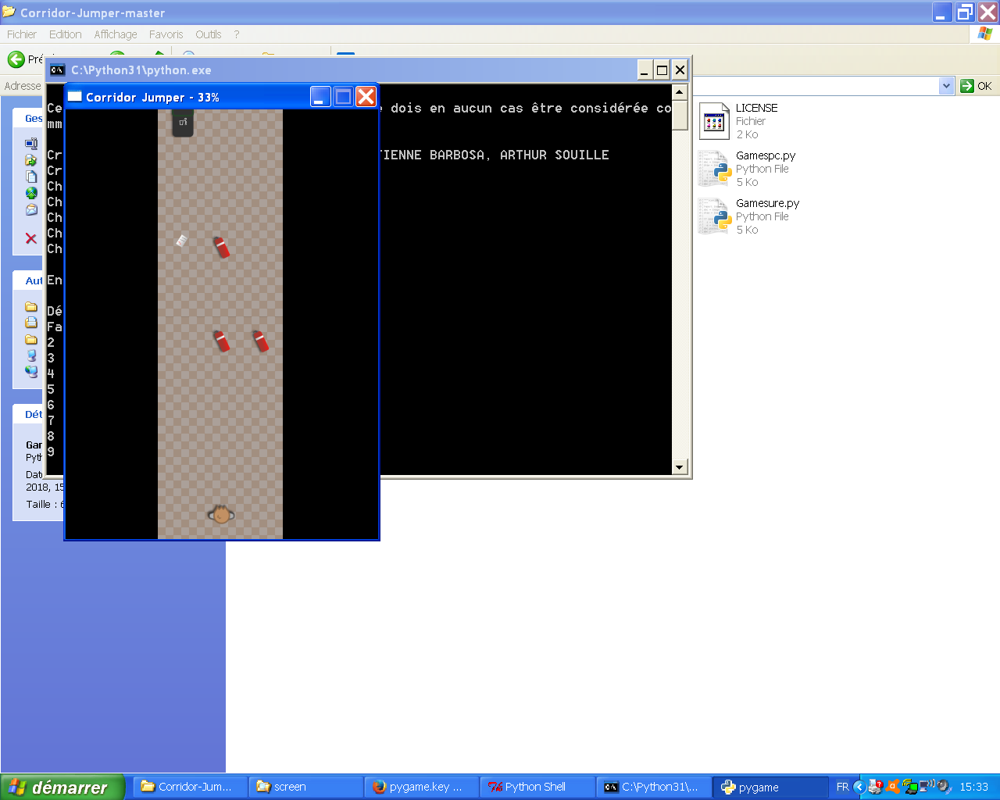 Corridor-Jumper-master
Fichier Edition Affichage Favoris Outils ?
Pré
Adresse
OK
C:\Python31\python.exe
Corridor Jumper - 33%
Ce
dois en aucun cas être considérée co
mm
Cr
TIENNE BARBOSA, ARTHUR SOUILLE
Cr
Ch
Ch
Ch
Ch
Ch
En
Dé
Fa
2
3
4
5
6
7
8
9
Ges
Aut
Dét
Gam
Pyth
Date
2018, 15
Taille : 6
LICENSE
Fichier
2 Ko
Gamespc.py
Python File
5 Ko
Gamesure.py
Python File
5 Ko
démarrer
Corridor-Jum...
screen
pygame.key ...
Python Shell
C:\Python31\...
pygame
FR
15:33